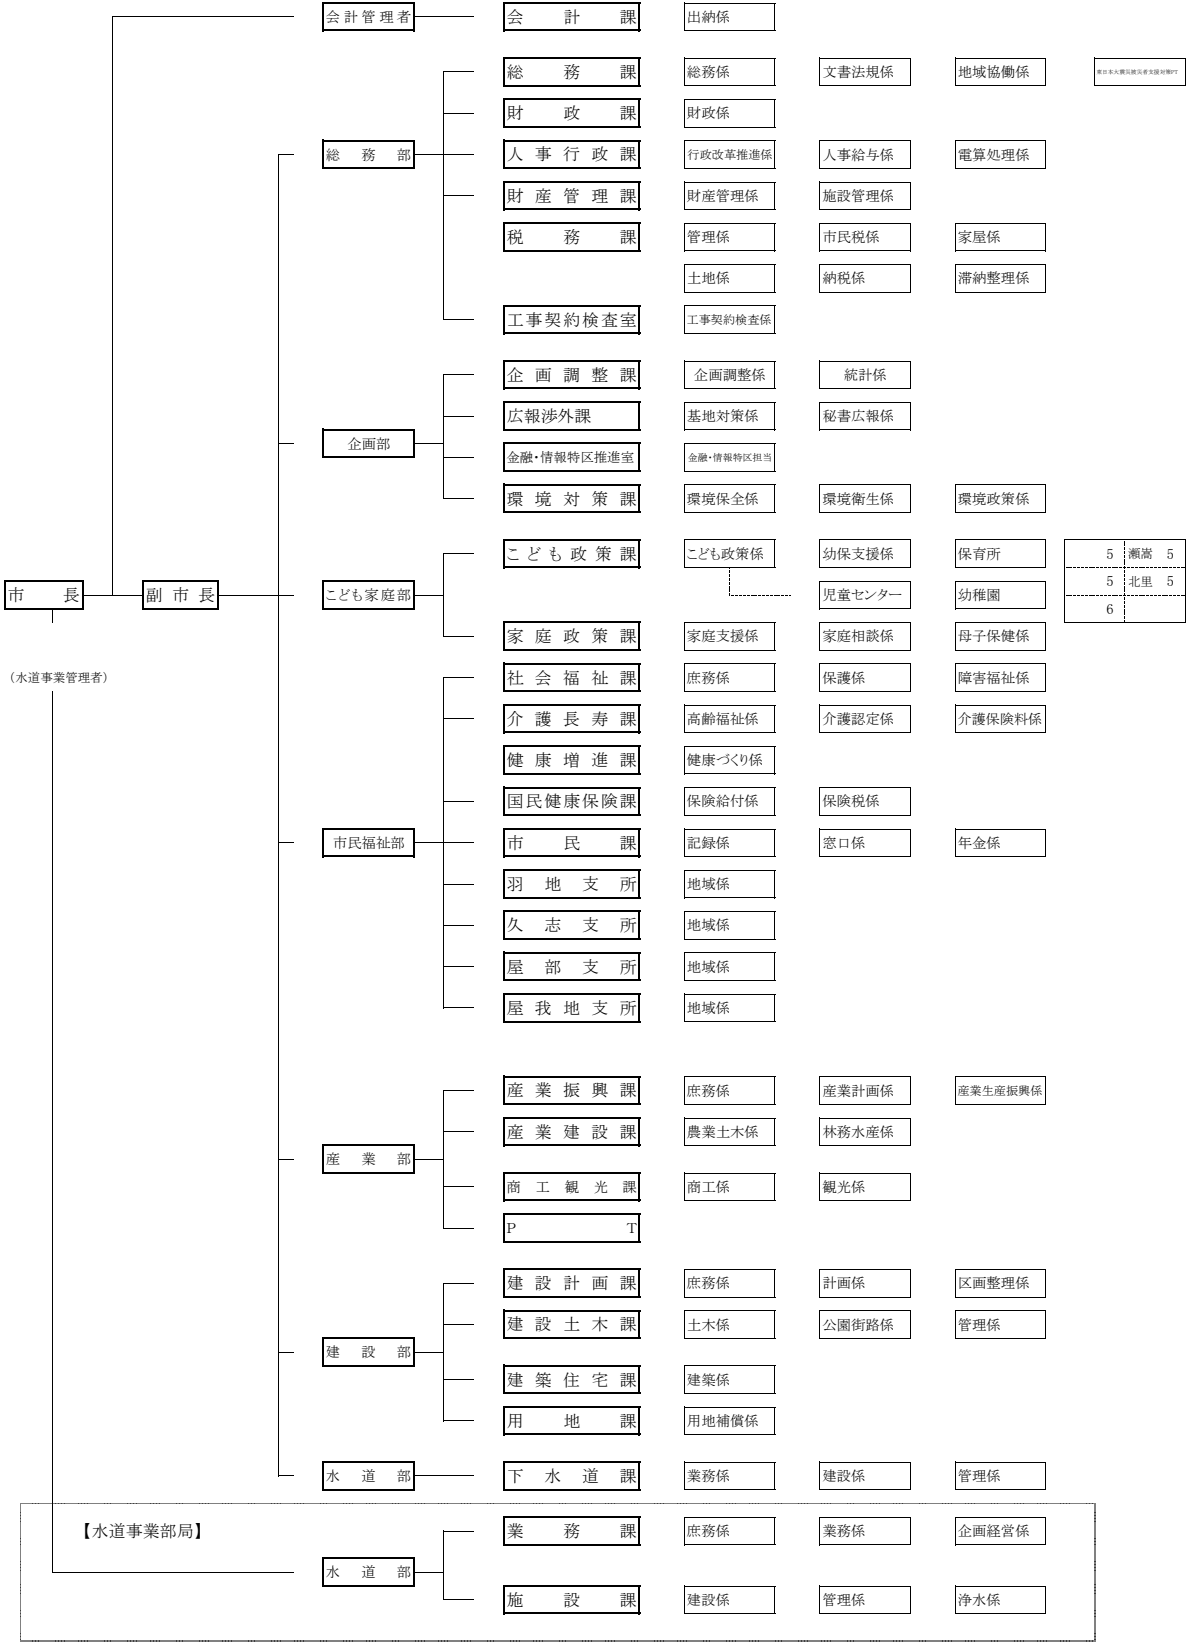 会計管理者 会計課 出納係
総務課 総務係 文書法規係 地域協働係 東日本大震災被災者支援対策PT
財政課 財政係
総務部 人事行政課 行政改革推進係 人事給与係 電算処理係
財産管理課 財産管理係 施設管理係
税務課 管理係 市民税係 家屋係
土地係 納税係 滞納整理係
工事契約検査室 工事契約検査係
企画調整課 企画調整係 統計係
広報渉外課 基地対策係 秘書広報係
企画部
金融・情報特区推進室 金融・情報特区担当
環境対策課 環境保全係 環境衛生係 環境政策係
こども政策課 こども政策係 幼保支援係 保育所 5 瀬嵩 5
市長 副市長 こども家庭部 児童センター 幼稚園 5 北里 5
6
家庭政策課 家庭支援係 家庭相談係 母子保健係
(水道事業管理者) 社会福祉課 庶務係 保護係 障害福祉係
介護長寿課 高齢福祉係 介護認定係 介護保険料係
健康増進課 健康づくり係
国民健康保険課 保険給付係 保険税係
市民福祉部 市民課 記録係 窓口係 年金係
羽地支所 地域係
久志支所 地域係
屋部支所 地域係
屋我地支所 地域係
産業振興課 庶務係 産業計画係 産業生産振興係
産業建設課 農業土木係 林務水産係
産業部
商工観光課 商工係 観光係
PT
建設計画課 庶務係 計画係 区画整理係
建設土木課 土木係 公園街路係 管理係
建設部
建築住宅課 建築係
用地課 用地補償係
水道部 下水道課 業務係 建設係 管理係
【水道事業部局】 業務課 庶務係 業務係 企画経営係
水道部
施設課 建設係 管理係 浄水係